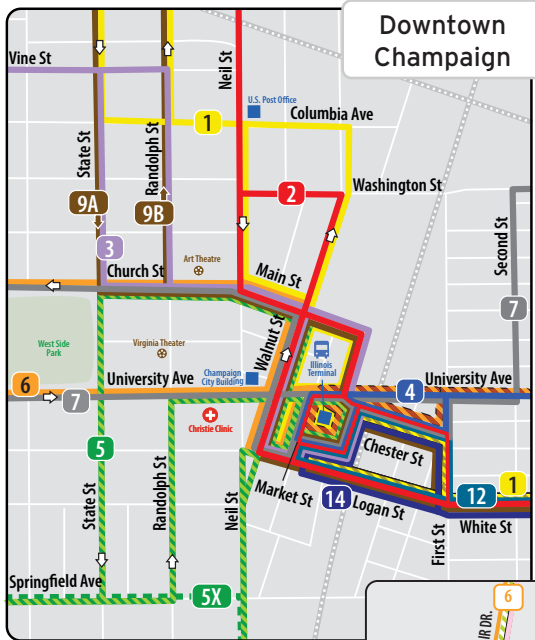 Downtown
Champaign
Vine St
Neil St
U.S. Post Office
Columbia Ave
1
State St
Randolph St
Washington St
2
9A
9B
3
Second St
Art Theatre
Church St
Main St
7
West Side
Park
Virginia Theater
Walnut St
Illinois
Terminal
Champaign
City Building
University Ave
University Ave
6
7
4
Christie Clinic
5
Chester St
State St
Randolph St
Neil St
Market St
14
Logan St
12
1
First St
White St
Springfield Ave
5X
6
IR DR.